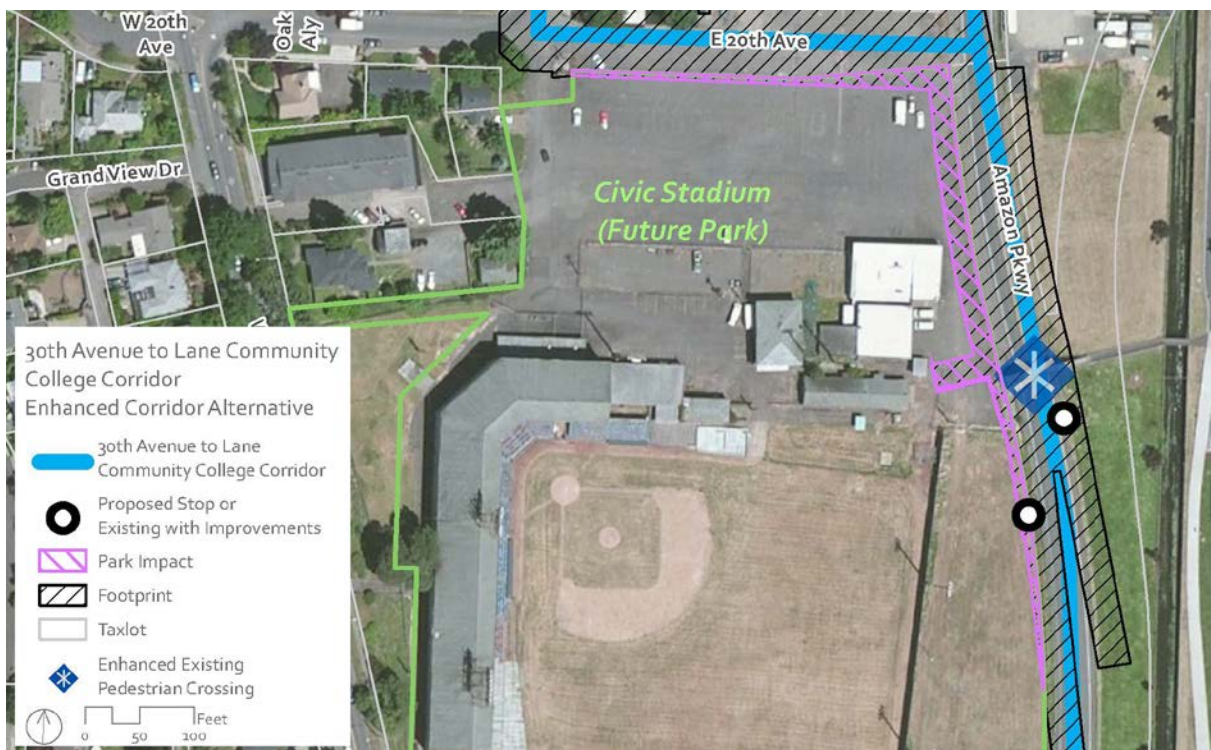 W 20th
Ave
Oak
Aly
E 20th Ave
Grand View Dr
Civic Stadium
(Future Park)
Amazon Pkwy
30th Avenue to Lane Community
College Corridor
Enhanced Corridor Alternative
30th Avenue to Lane
Community College Corridor
Proposed Stop or
Existing with Improvements
Park Impact
Footprint
Taxlot
Enhanced Existing
Pedestrian Crossing
Feet
0 50 100